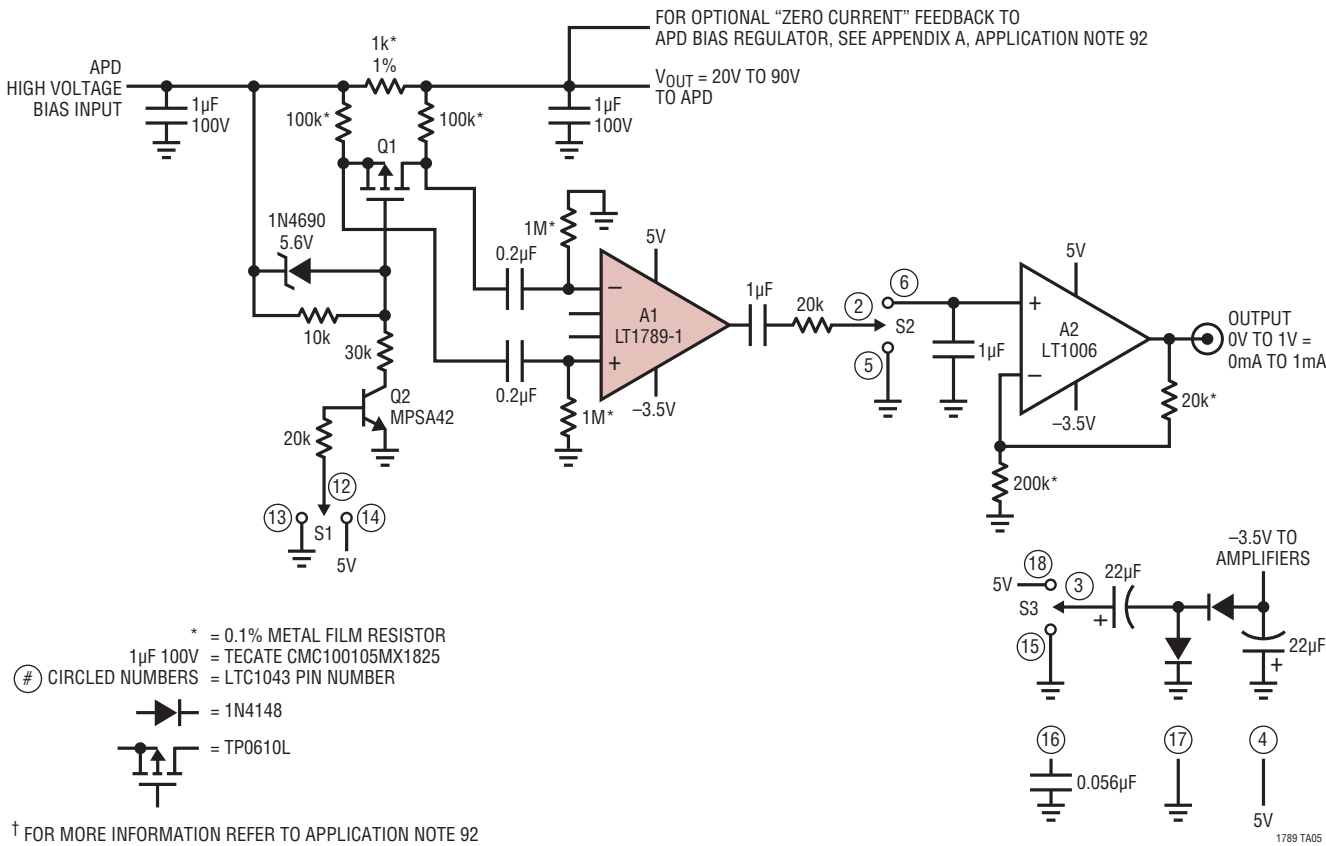 FOR OPTIONAL “ZERO CURRENT” FEEDBACK TO
APD BIAS REGULATOR, SEE APPENDIX A, APPLICATION NOTE 92
1k*
1%
APD
HIGH VOLTAGE
BIAS INPUT
VOUT = 20V TO 90V
TO APD
1µF
100V
100k*
100k*
1µF
100V
Q1
1N4690
5.6V
1M*
5V
0.2µF
−
A1
LT1789-1
+
–3.5V
0.2µF
1M*
10k
30k
Q2
MPSA42
20k
12
13
S1
14
5V
1µF
20k
2
6
S2
5
1µF
5V
+
A2
LT1006
−
–3.5V
OUTPUT
0V TO 1V =
0mA TO 1mA
20k*
200k*
–3.5V TO
AMPLIFIERS
18
5V
3
22µF
S3
+
15
22µF
+
16
17
4
0.056µF
5V
* = 0.1% METAL FILM RESISTOR
1µF 100V = TECATE CMC100105MX1825
# CIRCLED NUMBERS = LTC1043 PIN NUMBER
= 1N4148
= TP0610L
† FOR MORE INFORMATION REFER TO APPLICATION NOTE 92
1789 TA05